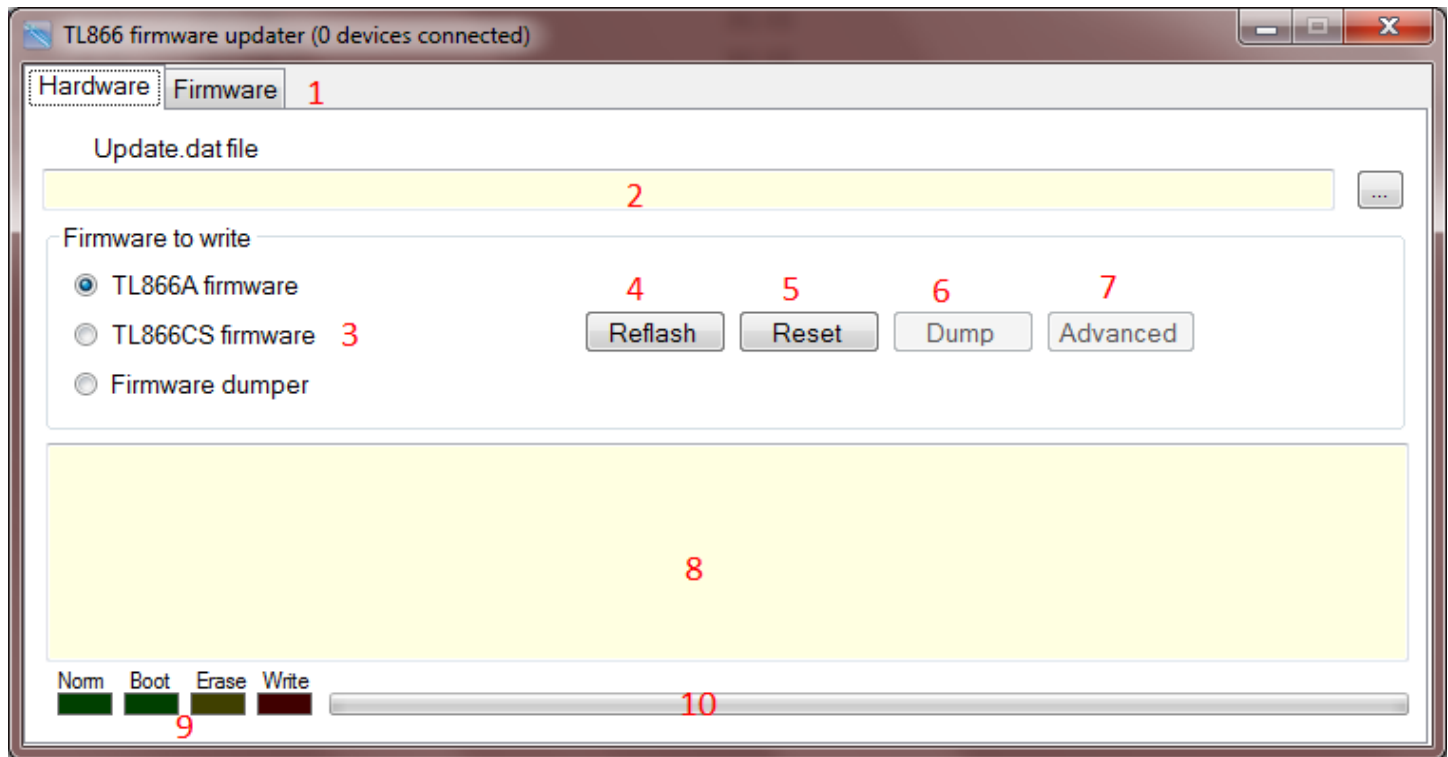 TL866 firmware updater (0 devices connected)
Hardware Firmware 1
Update.dat file
2 ...
Firmware to write
TL866A firmware 4 5 6 7
TL866CS firmware 3 Reflash Reset Dump Advanced
Firmware dumper
8
Norm Boot Erase Write
10
9